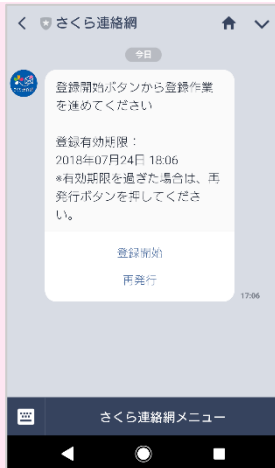 さくら連絡網
今日
登録開始ボタンから登録作業
を進めてください
登録有効期限：
2018年07月24日 18:06
*有効期限を過ぎた場合は、再
発行ボタンを押してくださ
い。
登録開始
再発行
17:06
さくら連絡網メニュー